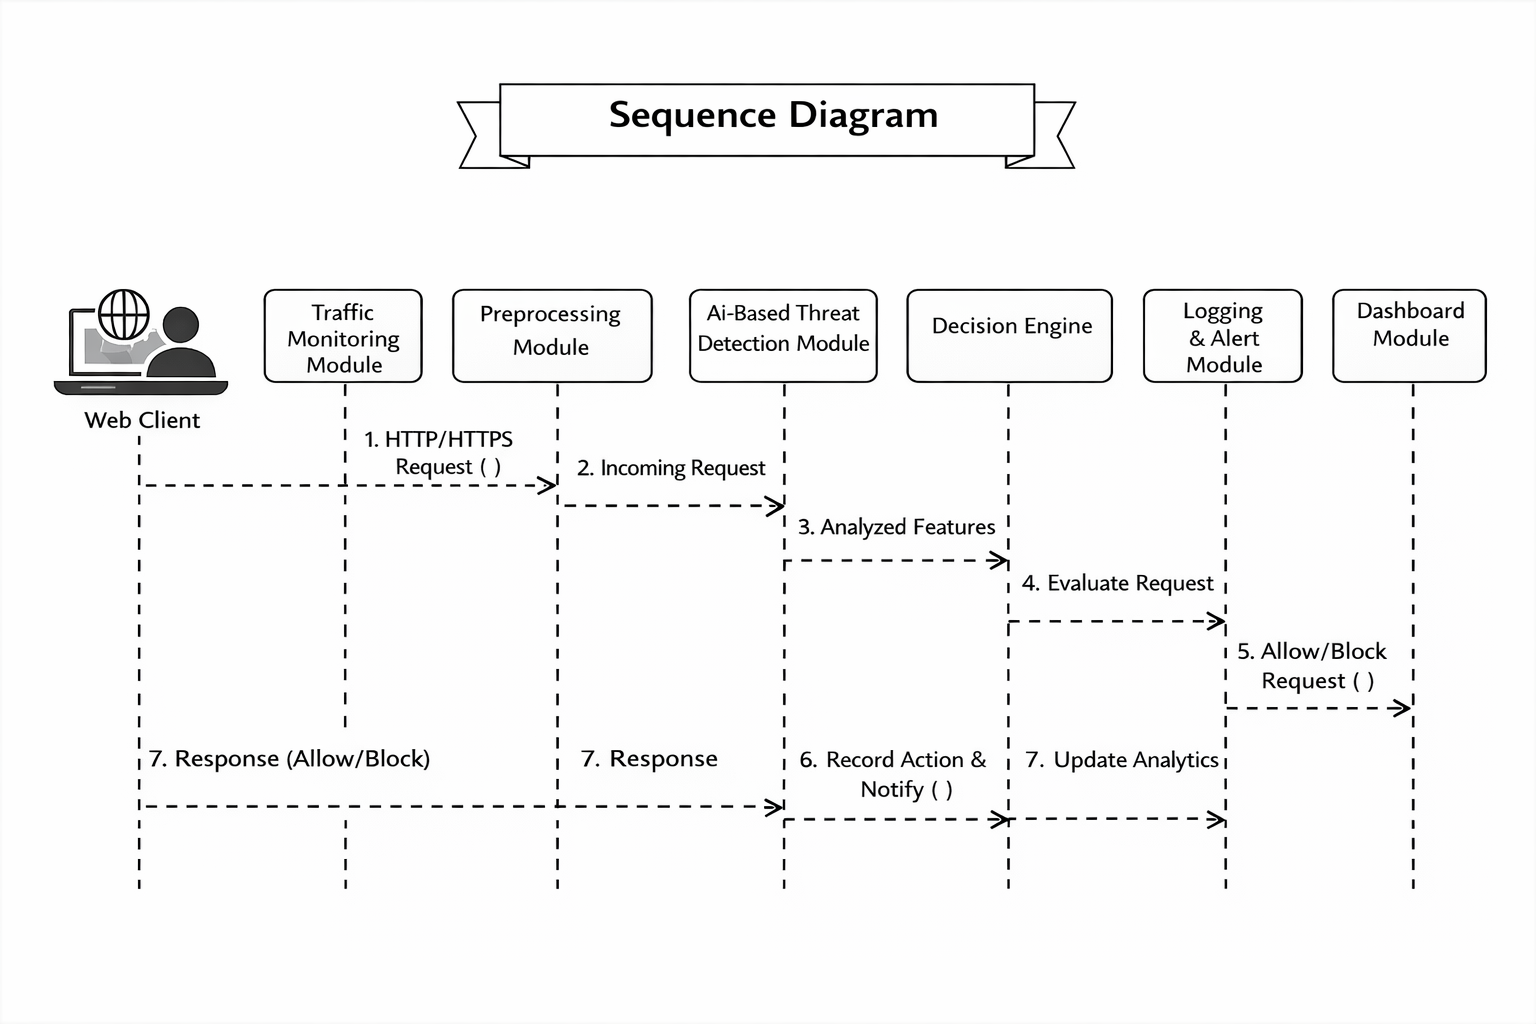 Sequence Diagram
Traffic
Monitoring
Module
Preprocessing
Module
Ai-Based Threat
Detection Module
Decision Engine
Logging
& Alert
Module
Dashboard
Module
Web Client
1. HTTP/HTTPS
Request ( )
2. Incoming Request
3. Analyzed Features
4. Evaluate Request
5. Allow/Block
Request ( )
7. Response (Allow/Block)
7. Response
6. Record Action &
Notify ( )
7. Update Analytics